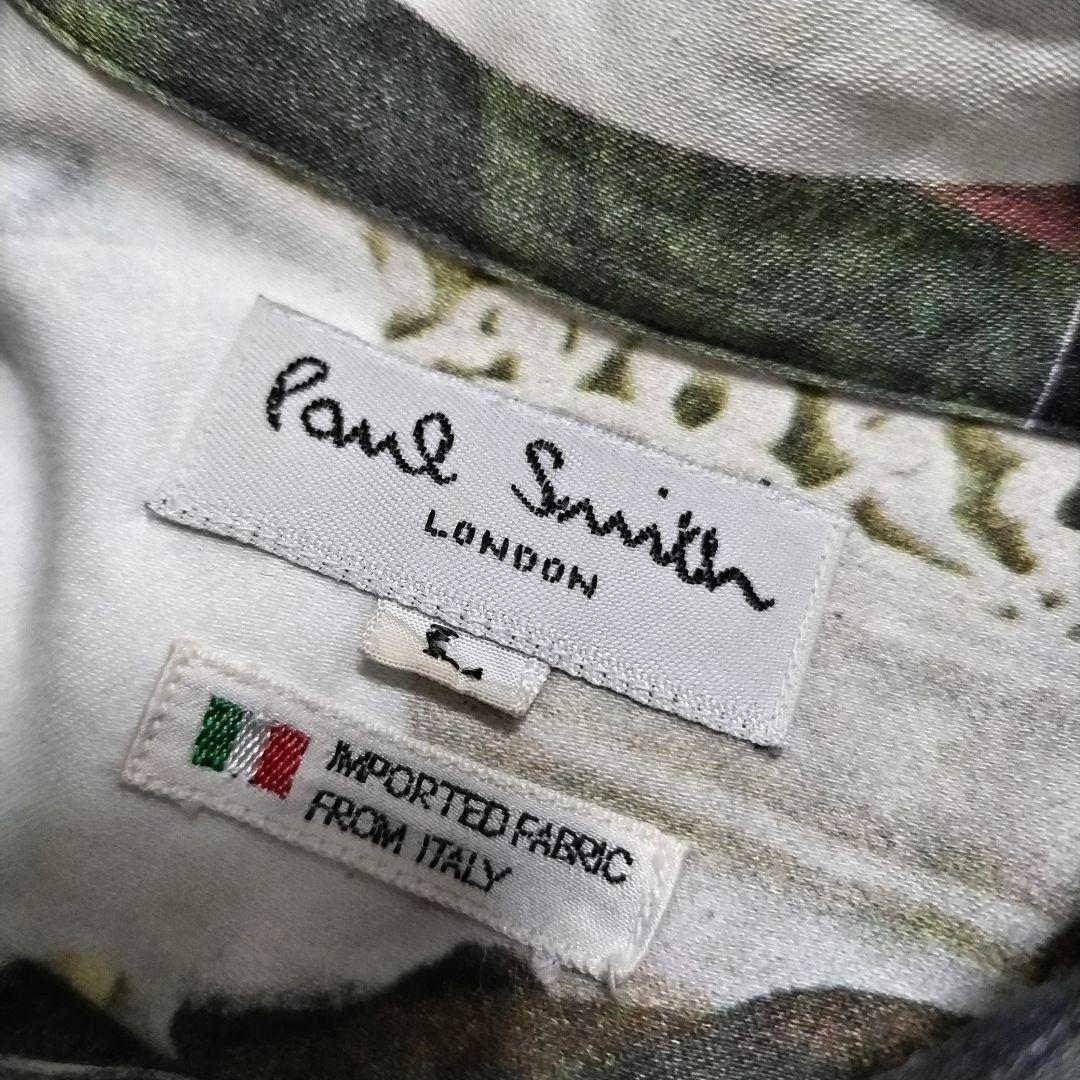 Paul Smith
LONDON
IMPORTED FABRIC
FROM ITALY